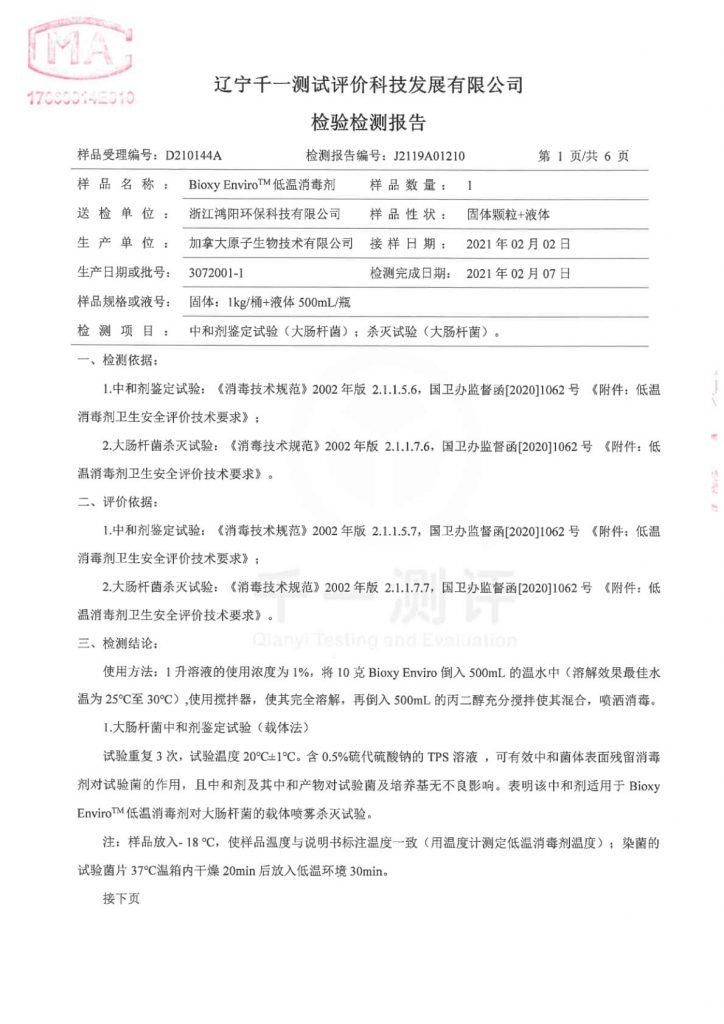 MA
辽宁千一测试评价科技发展有限公司
检验检测报告
样品受理编号：D210144A 检测报告编号：J2119A01210 第 1 页/共 6 页
样品名称： Bioxy Enviro™低温消毒剂 样品数量： 1
送检单位： 浙江鸿阳环保科技有限公司 样品性状： 固体颗粒+液体
生产单位： 加拿大原子生物技术有限公司 接样日期： 2021 年 02 月 02 日
生产日期或批号： 3072001-1 检测完成日期： 2021 年 02 月 07 日
样品规格或液号： 固体：1kg/桶+液体 500mL/瓶
检测项目： 中和剂鉴定试验（大肠杆菌）；杀灭试验（大肠杆菌）。
一、检测依据：
1.中和剂鉴定试验：《消毒技术规范》2002 年版 2.1.1.5.6，国卫办监督函[2020]1062 号 《附件：低温
消毒剂卫生安全评价技术要求》；
2.大肠杆菌杀灭试验：《消毒技术规范》2002 年版 2.1.1.7.6，国卫办监督函[2020]1062 号 《附件：低
温消毒剂卫生安全评价技术要求》。
二、评价依据：
1.中和剂鉴定试验：《消毒技术规范》2002 年版 2.1.1.5.7，国卫办监督函[2020]1062 号 《附件：低温
消毒剂卫生安全评价技术要求》；
2.大肠杆菌杀灭试验：《消毒技术规范》2002 年版 2.1.1.7.7，国卫办监督函[2020]1062 号 《附件：低
温消毒剂卫生安全评价技术要求》。
千一测评
Qianyi Testing and Evaluation
三、检测结论：
使用方法：1 升溶液的使用浓度为 1%，将 10 克 Bioxy Enviro 倒入 500mL 的温水中（溶解效果最佳水
温为 25℃至 30℃）,使用搅拌器，使其完全溶解，再倒入 500mL 的丙二醇充分搅拌使其混合，喷洒消毒。
1.大肠杆菌中和剂鉴定试验（载体法）
试验重复 3 次，试验温度 20℃±1℃。含 0.5%硫代硫酸钠的 TPS 溶液 ，可有效中和菌体表面残留消毒
剂对试验菌的作用，且中和剂及其中和产物对试验菌及培养基无不良影响。表明该中和剂适用于 Bioxy
Enviro™低温消毒剂对大肠杆菌的载体喷雾杀灭试验。
注：样品放入- 18 ℃，使样品温度与说明书标注温度一致（用温度计测定低温消毒剂温度）；染菌的
试验菌片 37℃温箱内干燥 20min 后放入低温环境 30min。
接下页